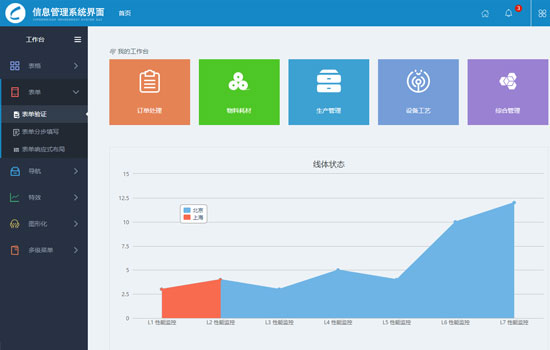 信息管理系统界面
首页
3
工作台
我的工作台
表格
表单
表单验证
表单分步填写
表单响应式布局
导航
特效
图形化
多级菜单
订单处理
物料耗材
生产管理
设备工艺
综合管理
线体状态
15
12.5
10
7.5
5
2.5
0
北京
上海
L1 性能监控
L2 性能监控
L3 性能监控
L4 性能监控
L5 性能监控
L6 性能监控
L7 性能监控